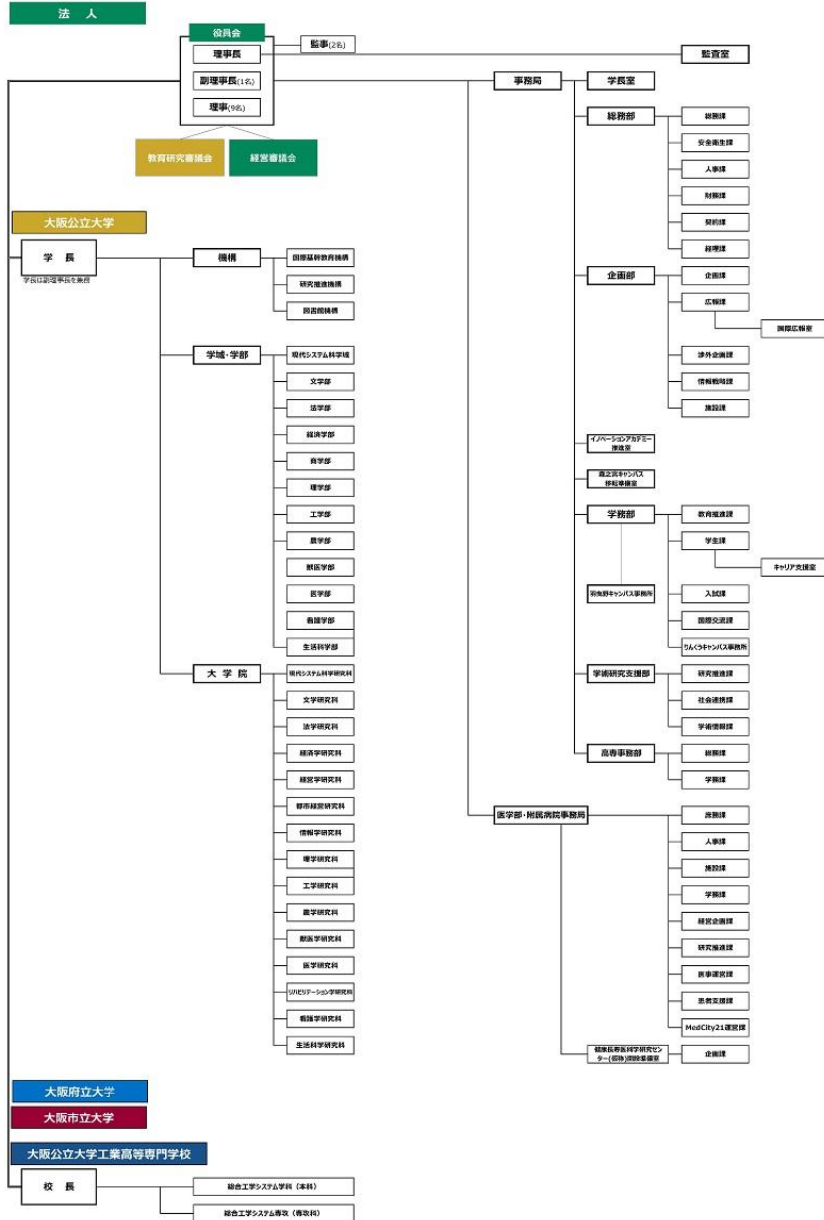 法 人
役員会
理事長
副理事長(1名)
理事(9名)
監事(2名)
監査室
教育研究審議会
経営審議会
事務局
学長室
総務部
総務課
安全衛生課
人事課
財務課
契約課
経理課
企画部
企画課
広報課
国際広報室
渉外企画課
情報戦略課
施設課
イノベーションアカデミー
推進室
森之宮キャンパス
移転準備室
学務部
教育推進課
学生課
キャリア支援室
羽曳野キャンパス事務所
入試課
国際交流課
りんくうキャンパス事務所
学術研究支援部
研究推進課
社会連携課
学術情報課
高専事務部
総務課
学務課
医学部・附属病院事務局
庶務課
人事課
施設課
学務課
経営企画課
研究推進課
医事運営課
患者支援課
MedCity21運営課
健康長寿医科学研究セン
ター(仮称)開設準備室
企画課
大阪公立大学
学 長
学長は副理事長を兼務
機構
国際基幹教育機構
研究推進機構
図書館機構
学域・学部
現代システム科学域
文学部
法学部
経済学部
商学部
理学部
工学部
農学部
獣医学部
医学部
看護学部
生活科学部
大 学 院
現代システム科学研究科
文学研究科
法学研究科
経済学研究科
経営学研究科
都市経営研究科
情報学研究科
理学研究科
工学研究科
農学研究科
獣医学研究科
医学研究科
リハビリテーション学研究科
看護学研究科
生活科学研究科
大阪府立大学
大阪市立大学
大阪公立大学工業高等専門学校
校 長
総合工学システム学科（本科）
総合工学システム専攻（専攻科）